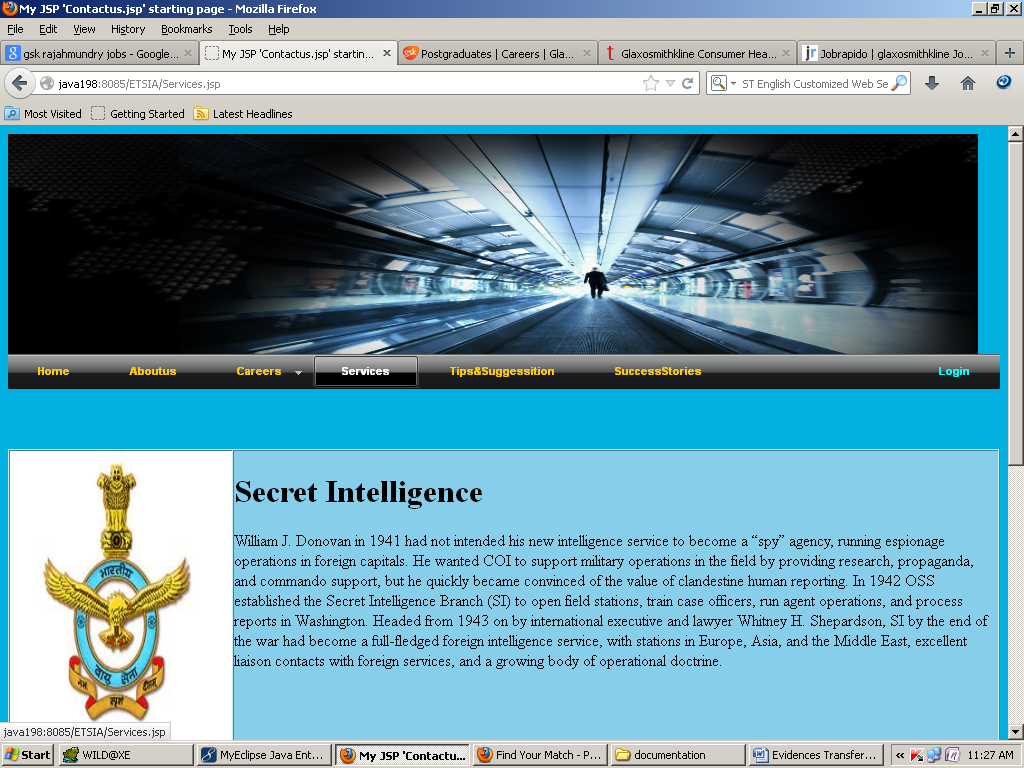 My JSP 'Contactus.jsp' starting page - Mozilla Firefox
File Edit View History Bookmarks Tools Help
gsk rajahmundry jobs - Google...
My JSP 'Contactus.jsp' startin...
Postgraduates | Careers | Gla...
Glaxosmithkline Consumer Hea...
Jobrapido | glaxosmithkline Jo...
java198:8085/ETSIA/Services.jsp
ST English Customized Web Se
Most Visited Getting Started Latest Headlines
Home Aboutus Careers Services Tips&Suggessition SuccessStories Login
Secret Intelligence
William J. Donovan in 1941 had not intended his new intelligence service to become a “spy” agency, running espionage
operations in foreign capitals. He wanted COI to support military operations in the field by providing research, propaganda,
and commando support, but he quickly became convinced of the value of clandestine human reporting. In 1942 OSS
established the Secret Intelligence Branch (SI) to open field stations, train case officers, run agent operations, and process
reports in Washington. Headed from 1943 on by international executive and lawyer Whitney H. Shepardson, SI by the end of
the war had become a full-fledged foreign intelligence service, with stations in Europe, Asia, and the Middle East, excellent
liaison contacts with foreign services, and a growing body of operational doctrine.
भारतीय
वायु सेना
java198:8085/ETSIA/Services.jsp
Start WILD@XE MyEclipse Java Ent... My JSP 'Contactu... Find Your Match - P... documentation Evidences Transfer... 11:27 AM